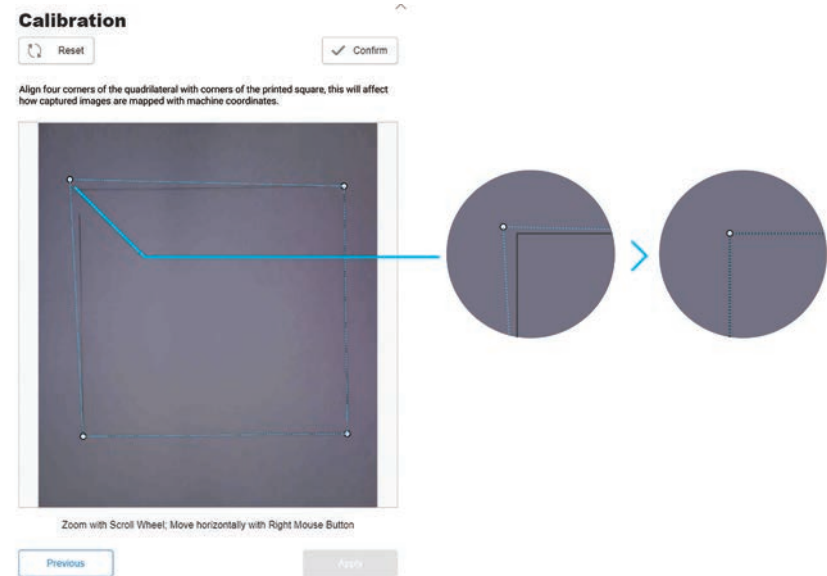 Calibration
Reset
Confirm
Align four corners of the quadrilateral with corners of the printed square, this will affect
how captured images are mapped with machine coordinates.
Zoom with Scroll Wheel; Move horizontally with Right Mouse Button
Previous
Apply